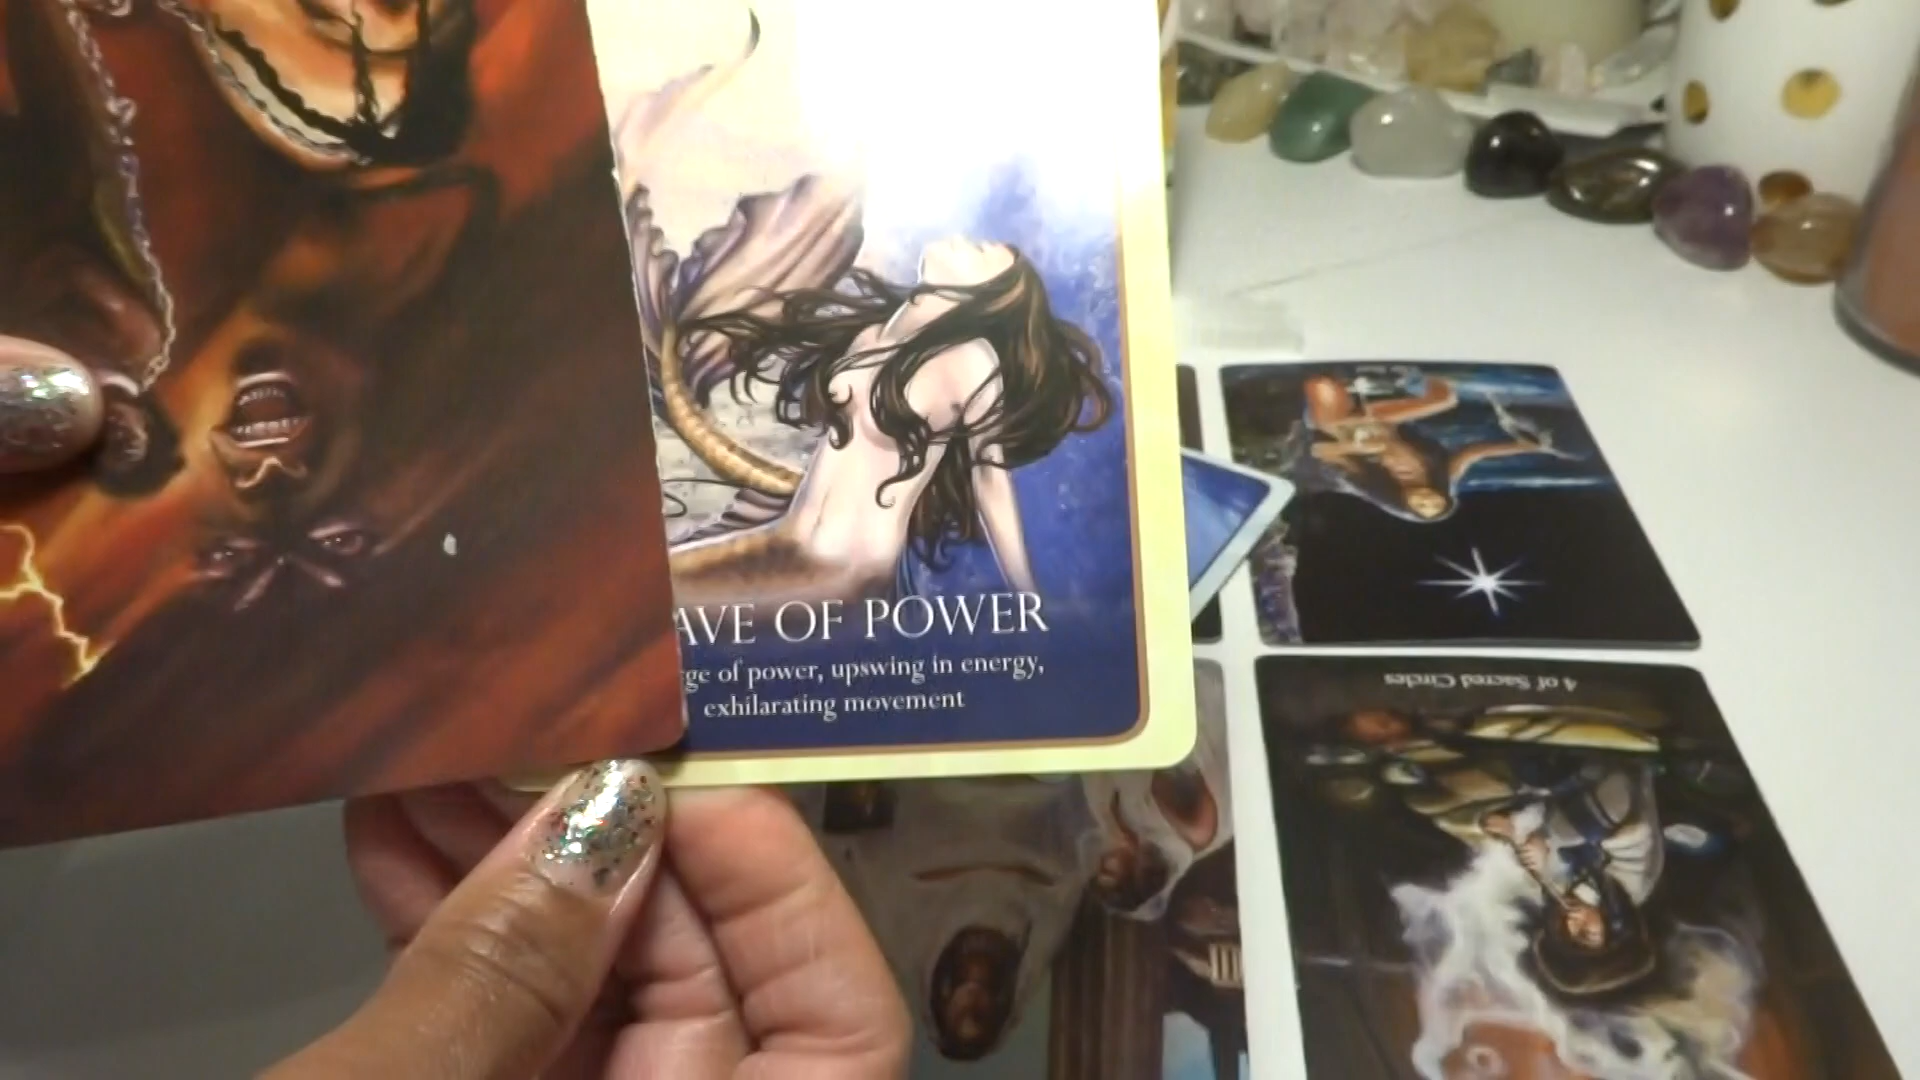 AVE OF POWER
ge of power, upswing in energy,
exhilarating movement
4 of Sacred Circles